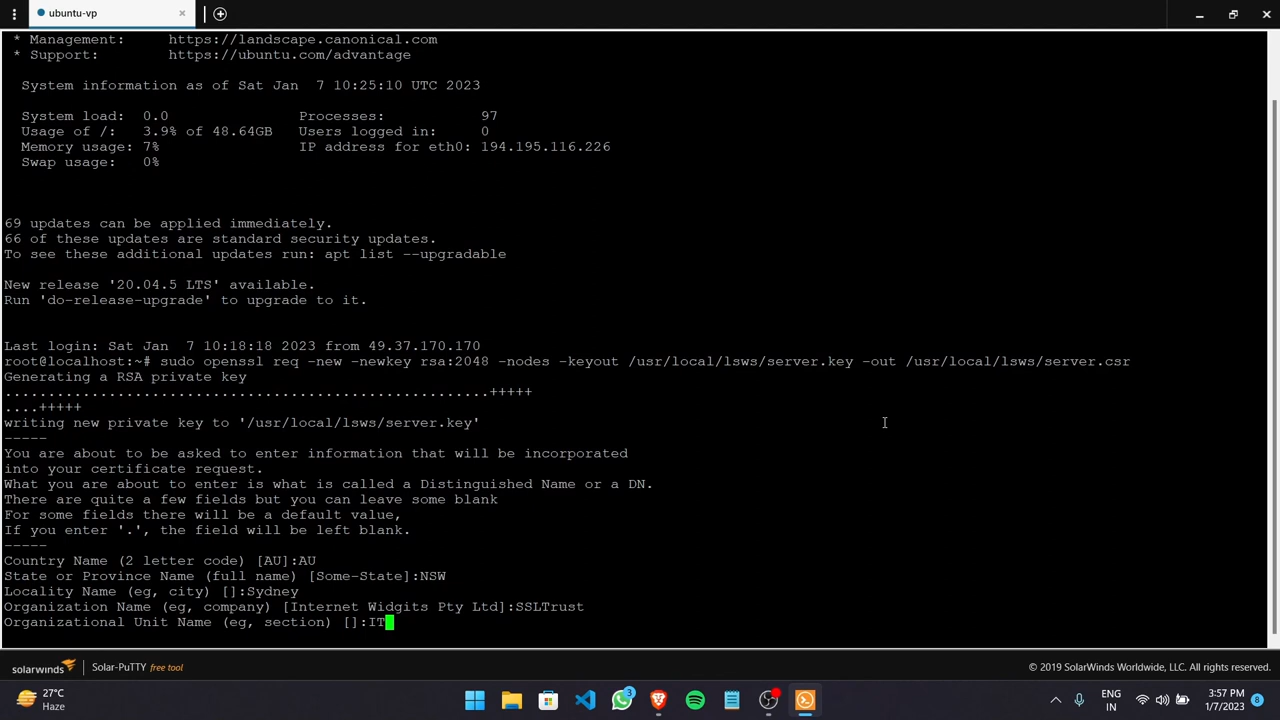 ubuntu-vp
* Management:     https://landscape.canonical.com
* Support:        https://ubuntu.com/advantage
System information as of Sat Jan  7 10:25:10 UTC 2023
System load:  0.0               Processes:           97
Usage of /:   3.9% of 48.64GB   Users logged in:     0
Memory usage: 7%                IP address for eth0: 194.195.116.226
Swap usage:   0%
69 updates can be applied immediately.
66 of these updates are standard security updates.
To see these additional updates run: apt list --upgradable
New release '20.04.5 LTS' available.
Run 'do-release-upgrade' to upgrade to it.
Last login: Sat Jan  7 10:18:18 2023 from 49.37.170.170
root@localhost:~# sudo openssl req -new -newkey rsa:2048 -nodes -keyout /usr/local/lsws/server.key -out /usr/local/lsws/server.csr
Generating a RSA private key
........................................................+++++
....+++++
writing new private key to '/usr/local/lsws/server.key'
-----
You are about to be asked to enter information that will be incorporated
into your certificate request.
What you are about to enter is what is called a Distinguished Name or a DN.
There are quite a few fields but you can leave some blank
For some fields there will be a default value,
If you enter '.', the field will be left blank.
-----
Country Name (2 letter code) [AU]:AU
State or Province Name (full name) [Some-State]:NSW
Locality Name (eg, city) []:Sydney
Organization Name (eg, company) [Internet Widgits Pty Ltd]:SSLTrust
Organizational Unit Name (eg, section) []:IT
solarwinds Solar-PuTTY free tool © 2019 SolarWinds Worldwide, LLC. All rights reserved.
27°C
Haze
3
ENG
IN
3:57 PM
1/7/2023
8